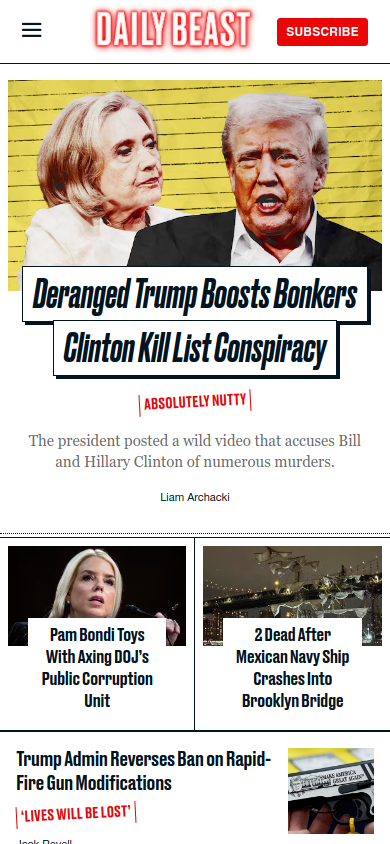 DAILY BEAST
SUBSCRIBE
Deranged Trump Boosts Bonkers
Clinton Kill List Conspiracy
ABSOLUTELY NUTTY
The president posted a wild video that accuses Bill
and Hillary Clinton of numerous murders.
Liam Archacki
Pam Bondi Toys
With Axing DOJ’s
Public Corruption
Unit
2 Dead After
Mexican Navy Ship
Crashes Into
Brooklyn Bridge
Trump Admin Reverses Ban on Rapid-
Fire Gun Modifications
‘LIVES WILL BE LOST’
MAKE AMERICA
GREAT AGAIN
Jack Revell